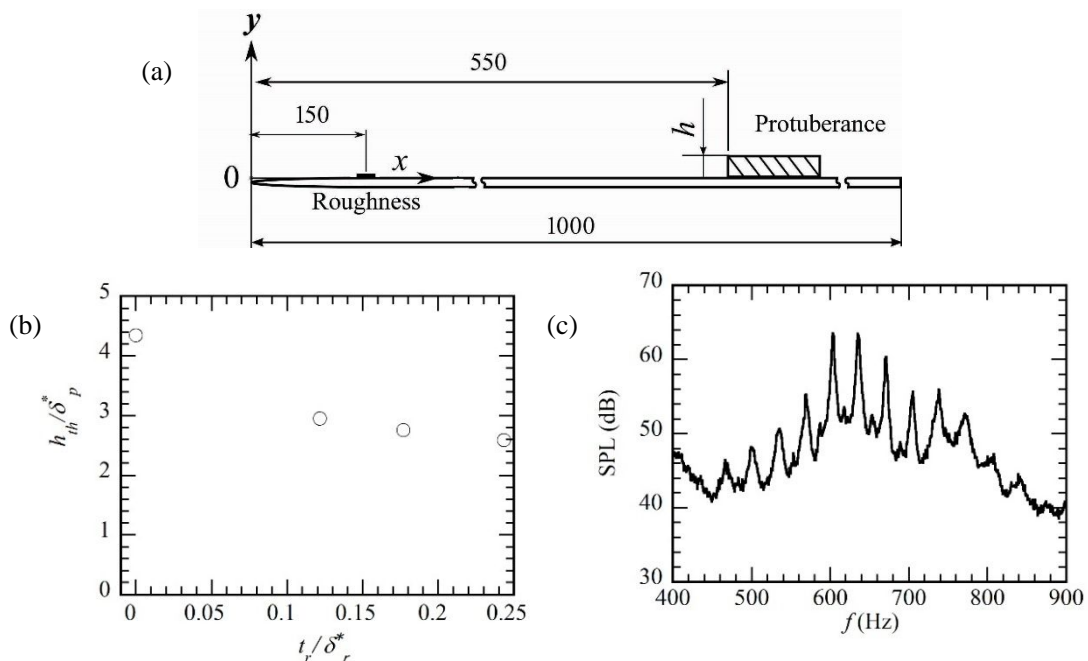 (a)
y
550
150
h
Protuberance
0
x
Roughness
1000
(b)
5
4
3
2
1
0
h_th/δ*_p
0 0.05 0.1 0.15 0.2 0.25
t_r/δ*_r
(c)
70
60
50
40
30
SPL (dB)
400 500 600 700 800 900
f(Hz)